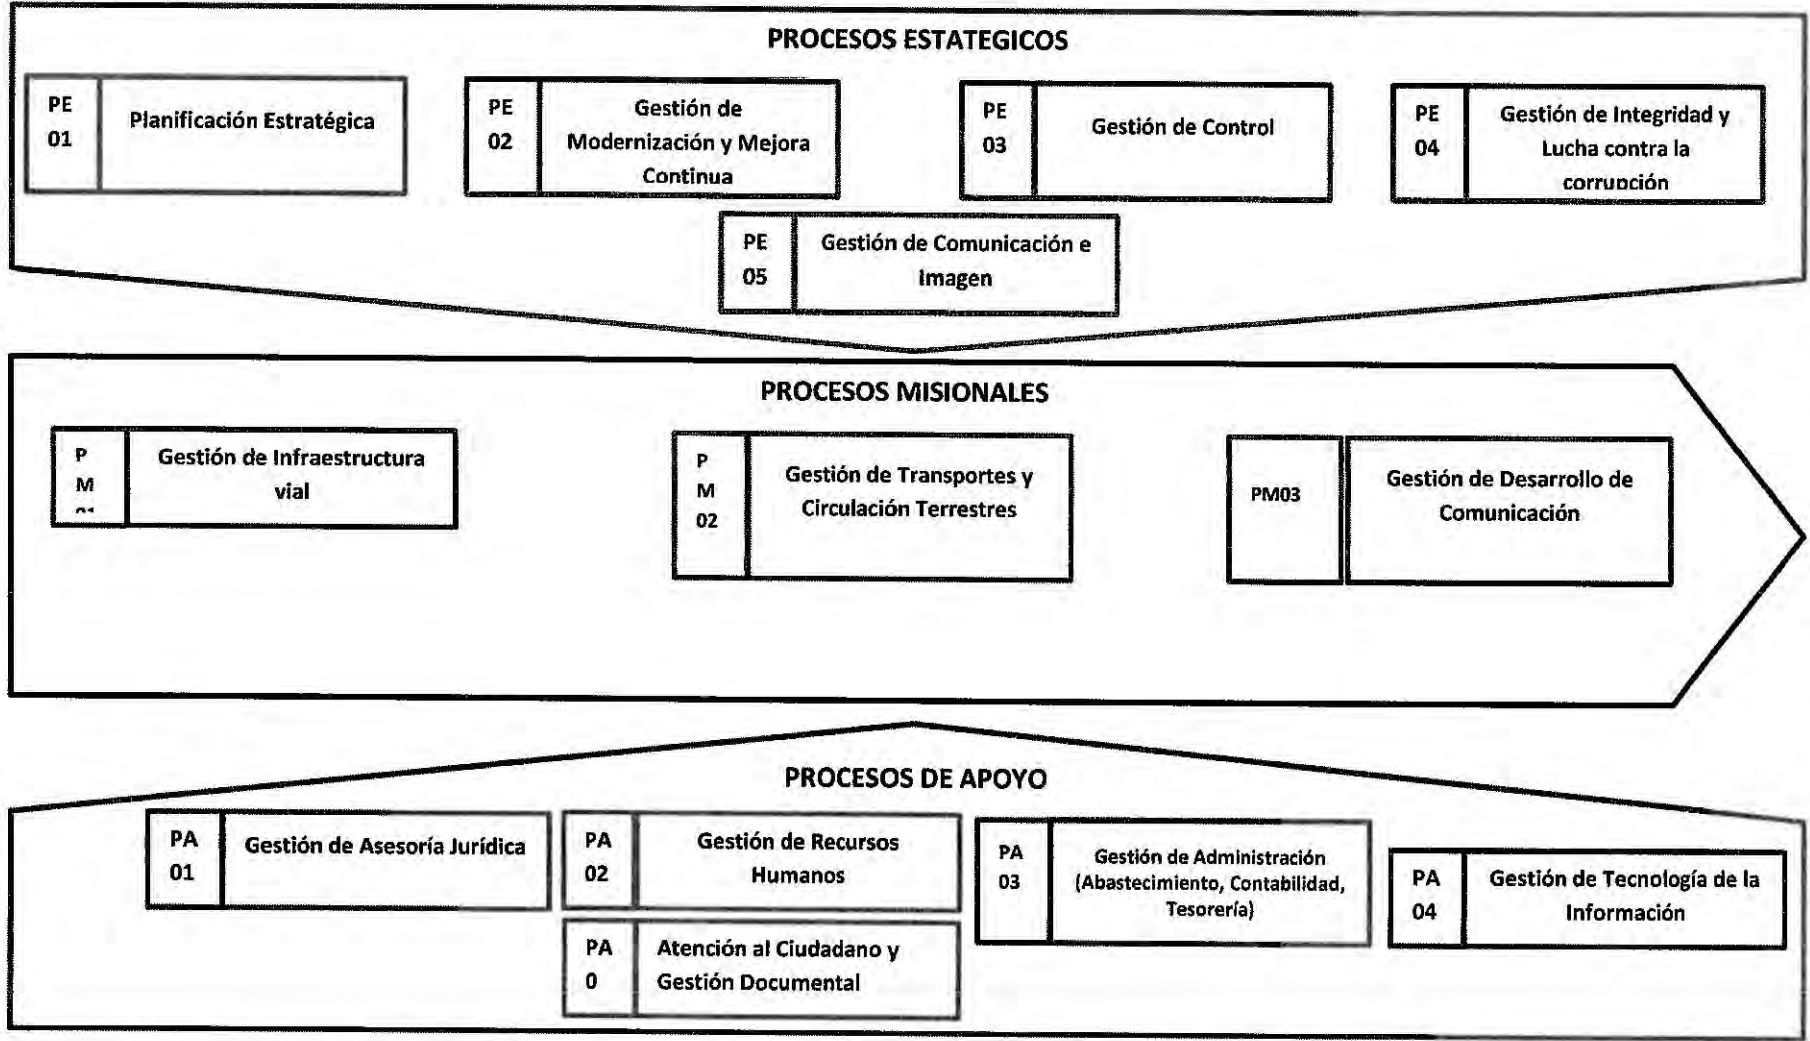 PROCESOS ESTATEGICOS
PE
01
Planificación Estratégica
PE
02
Gestión de
Modernización y Mejora
Continua
PE
03
Gestión de Control
PE
04
Gestión de Integridad y
Lucha contra la
corrupción
PE
05
Gestión de Comunicación e
Imagen
PROCESOS MISIONALES
P
M
Gestión de Infraestructura
vial
P
M
02
Gestión de Transportes y
Circulación Terrestres
PM03
Gestión de Desarrollo de
Comunicación
PROCESOS DE APOYO
PA
01
Gestión de Asesoría Jurídica
PA
02
Gestión de Recursos
Humanos
PA
03
Gestión de Administración
(Abastecimiento, Contabilidad,
Tesorería)
PA
04
Gestión de Tecnología de la
Información
PA
0
Atención al Ciudadano y
Gestión Documental